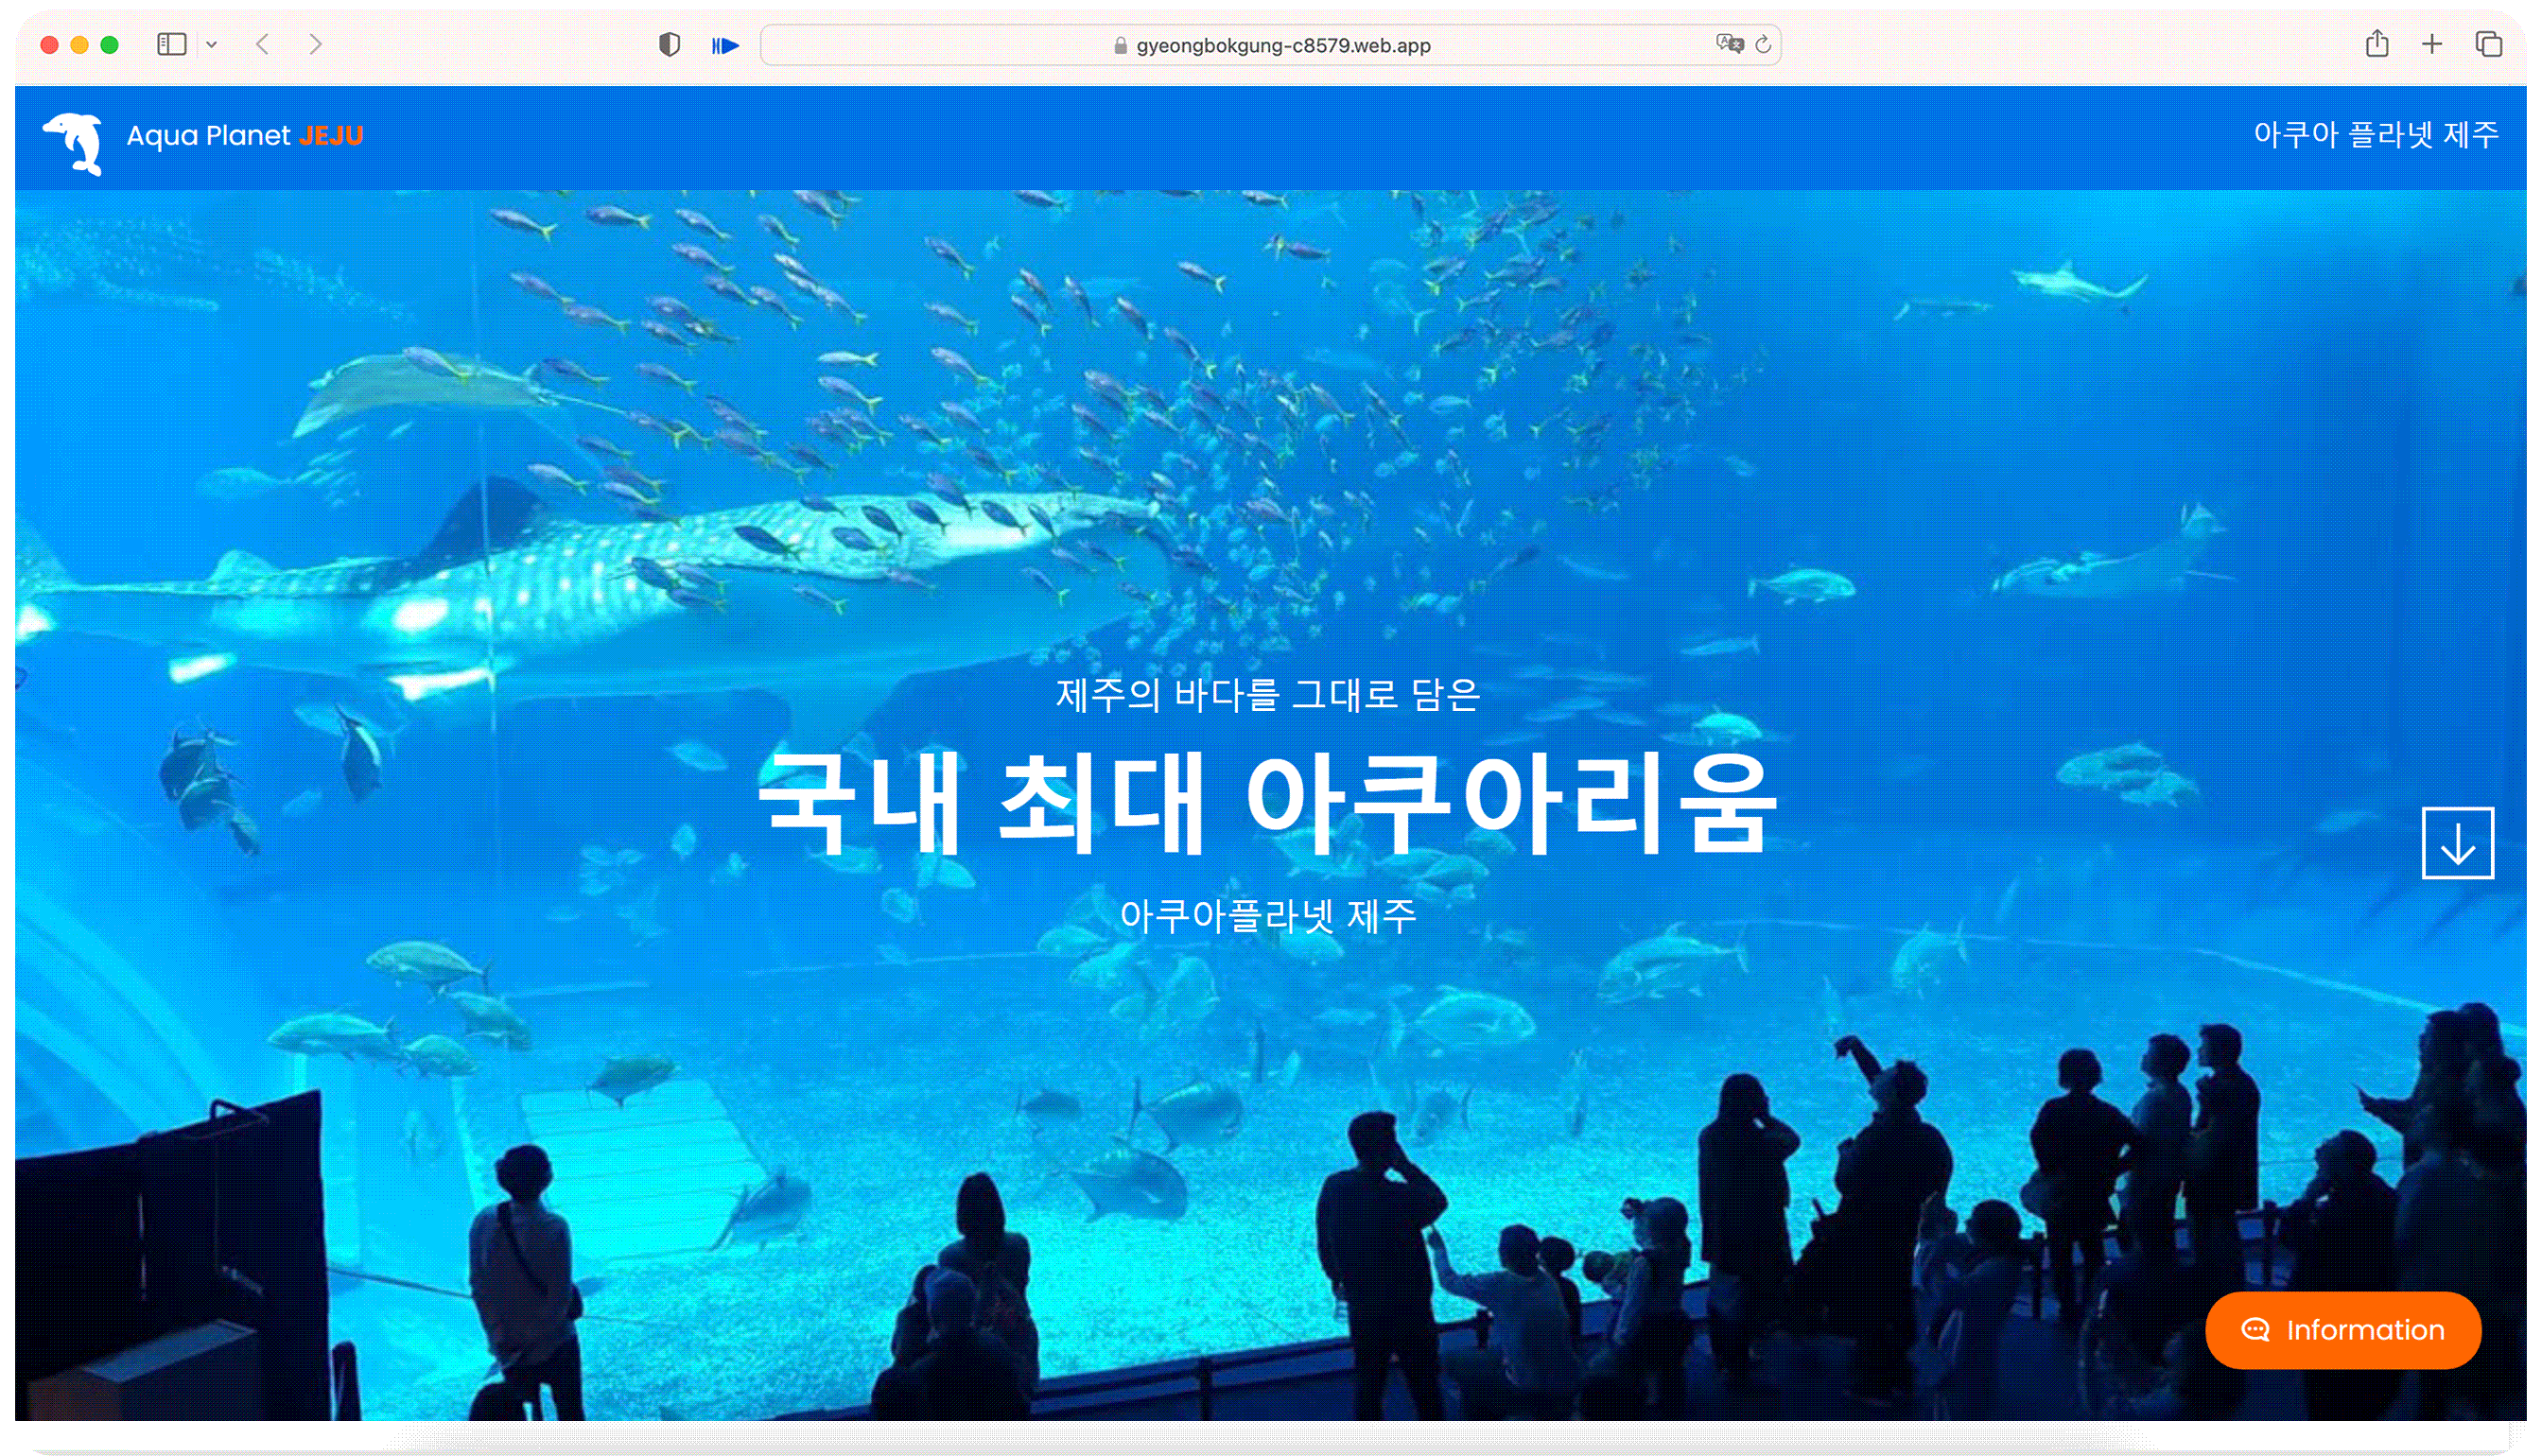 gyeongbokgung-c8579.web.app
Aqua Planet JEJU
아쿠아 플라넷 제주
제주의 바다를 그대로 담은
국내 최대 아쿠아리움
아쿠아플라넷 제주
Information